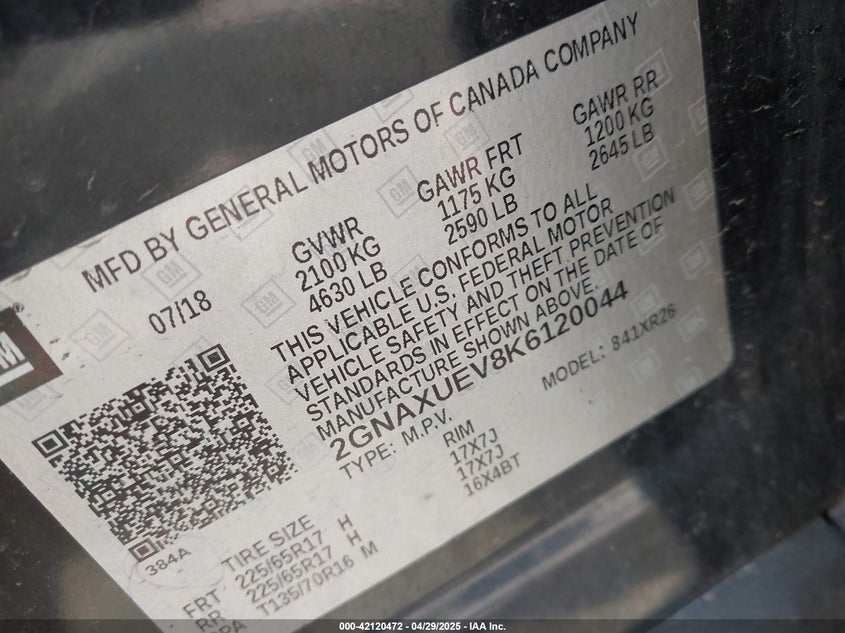 MFD BY GENERAL MOTORS OF CANADA COMPANY
07/18
GVWR GAWR FRT GAWR RR
2100 KG 1175 KG 1200 KG
4630 LB 2590 LB 2645 LB
THIS VEHICLE CONFORMS TO ALL
APPLICABLE U.S. FEDERAL MOTOR
VEHICLE SAFETY AND THEFT PREVENTION
STANDARDS IN EFFECT ON THE DATE OF
MANUFACTURE SHOWN ABOVE.
2GNAXUEV8K6120044
TYPE: M.P.V. MODEL: 841XR26
384A
TIRE SIZE RIM
FRT 225/65R17 H 17X7J
RR 225/65R17 H 17X7J
T135/70R16 M 16X4BT
000-42120472 - 04/29/2025 - IAA Inc.